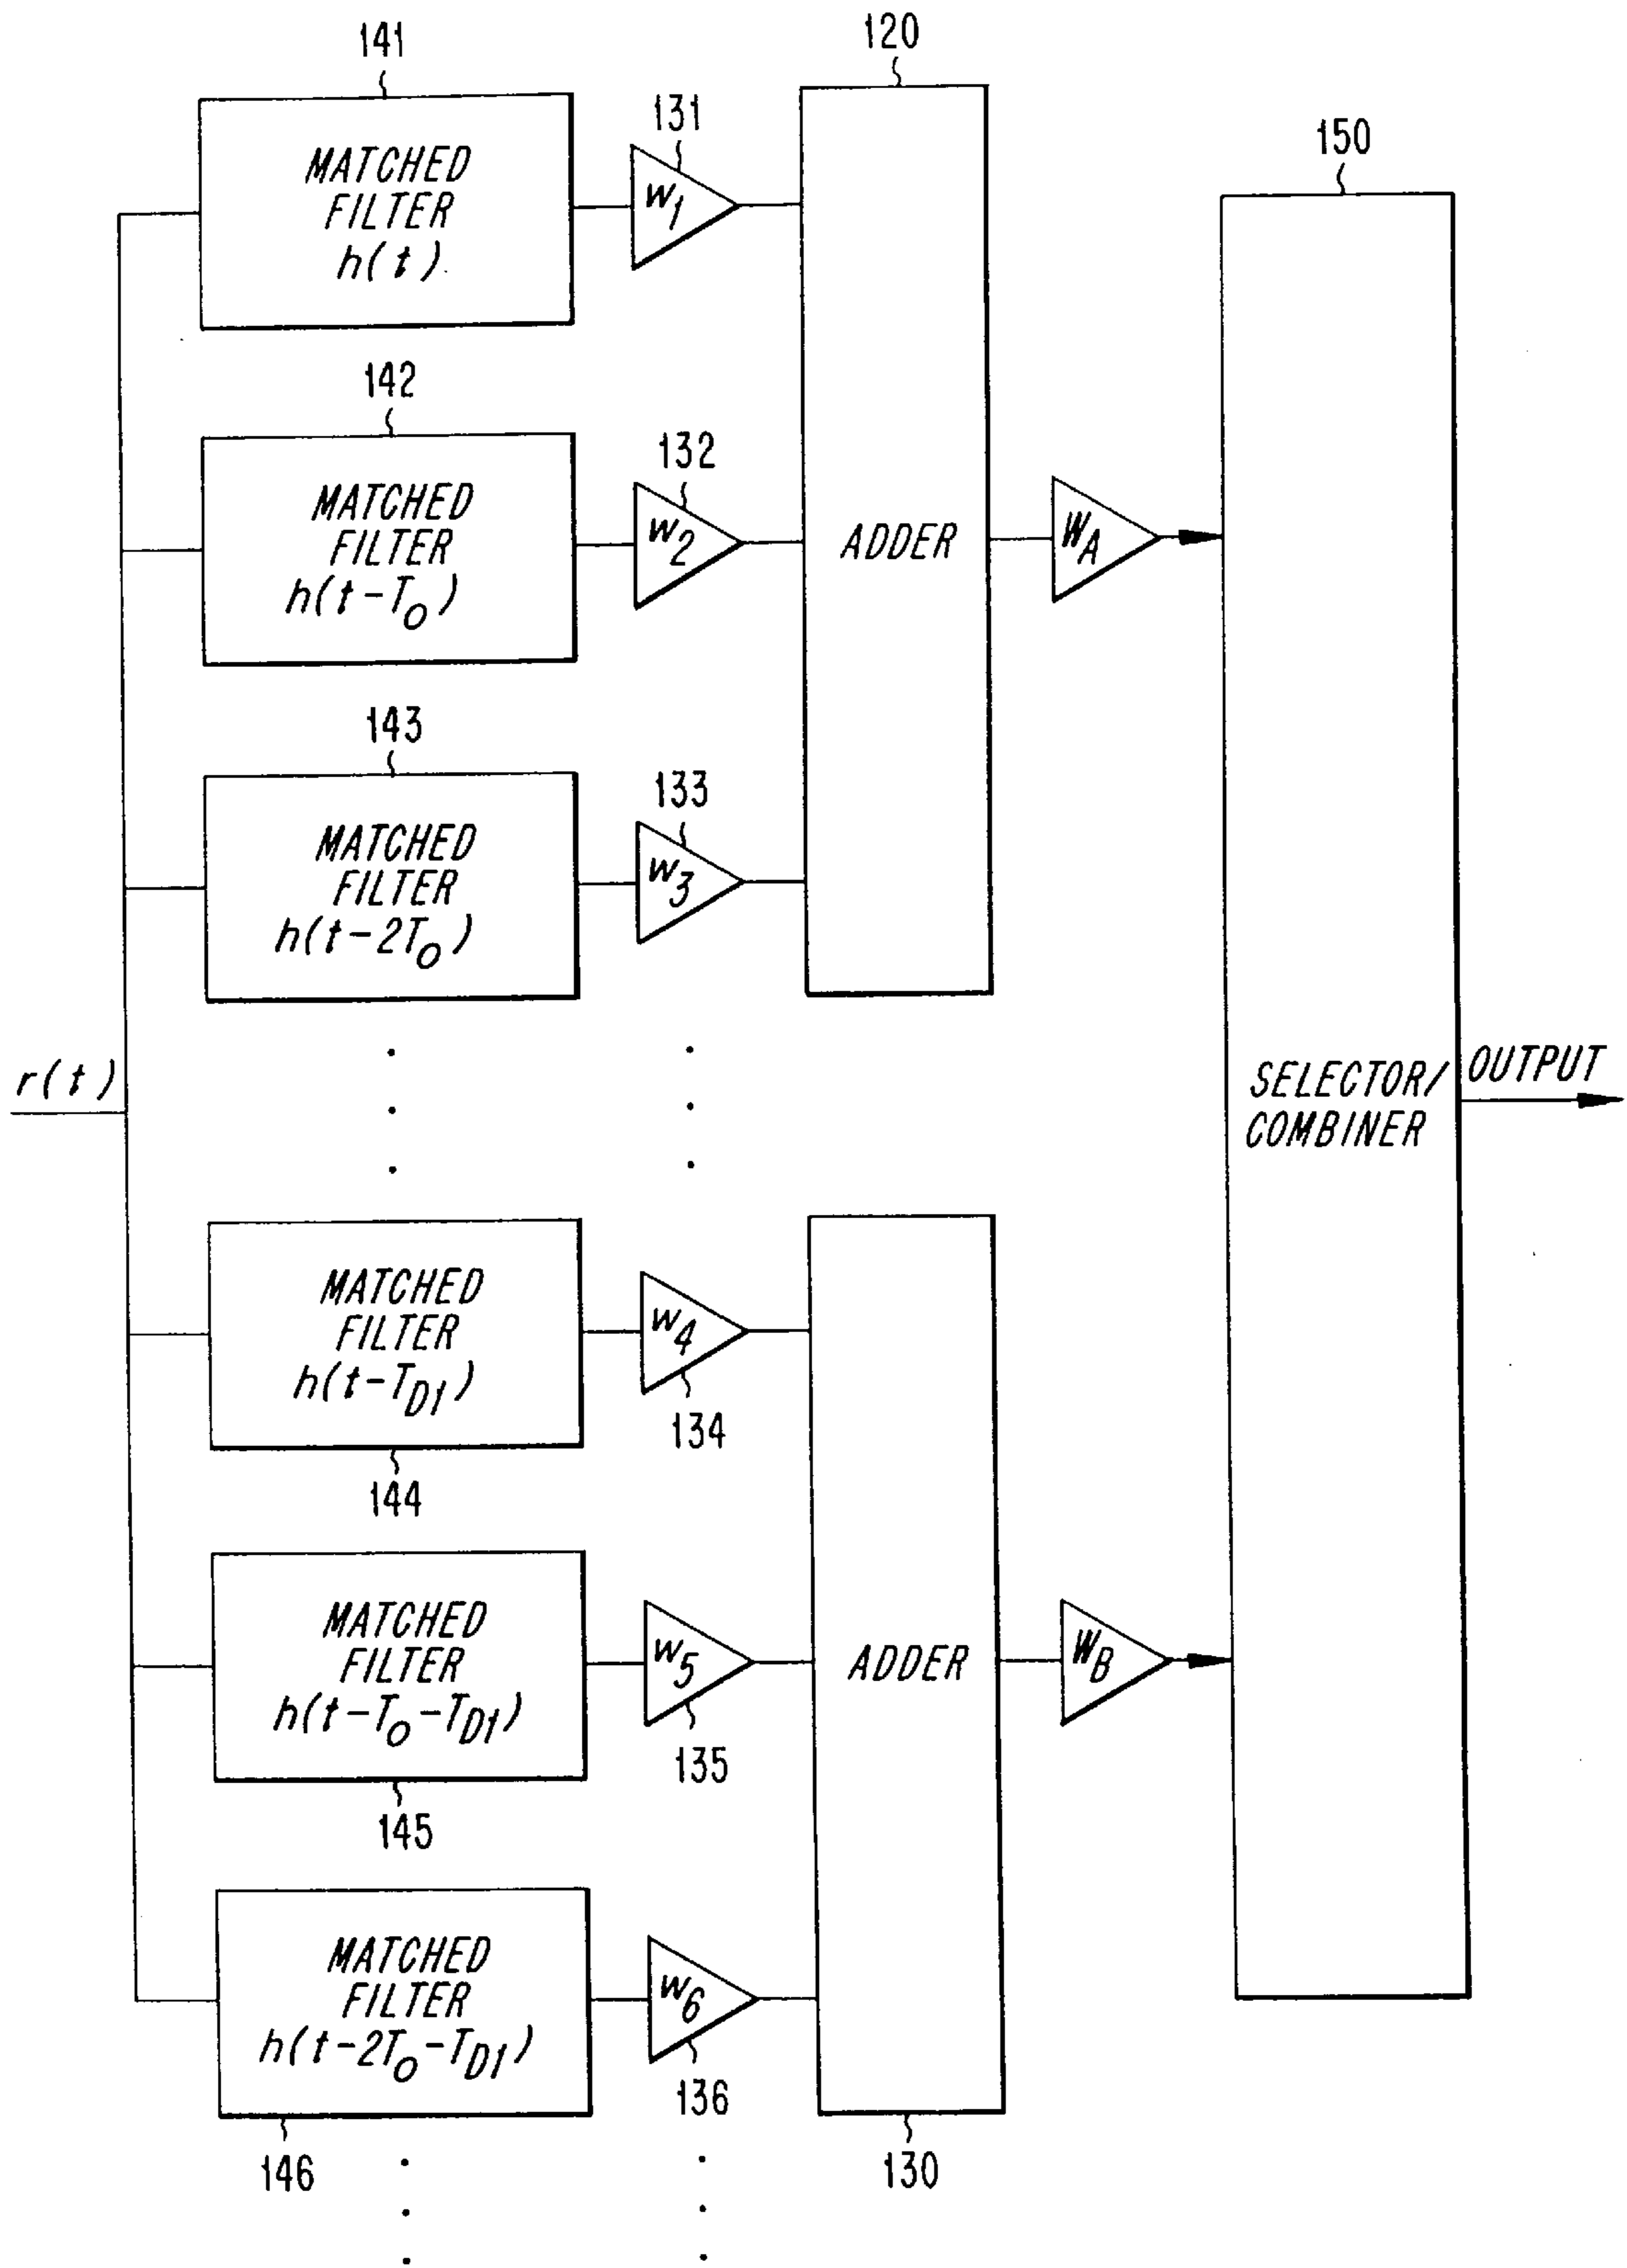 141
MATCHED
FILTER
h(t)
131
W1
120
150
142
MATCHED
FILTER
h(t-To)
132
W2
ADDER
WA
143
MATCHED
FILTER
h(t-2To)
133
W3
r(t)
SELECTOR/
COMBINER
OUTPUT
MATCHED
FILTER
h(t-TD1)
144
W4
134
MATCHED
FILTER
h(t-To-TD1)
145
W5
135
ADDER
WB
MATCHED
FILTER
h(t-2To-TD1)
146
W6
136
130